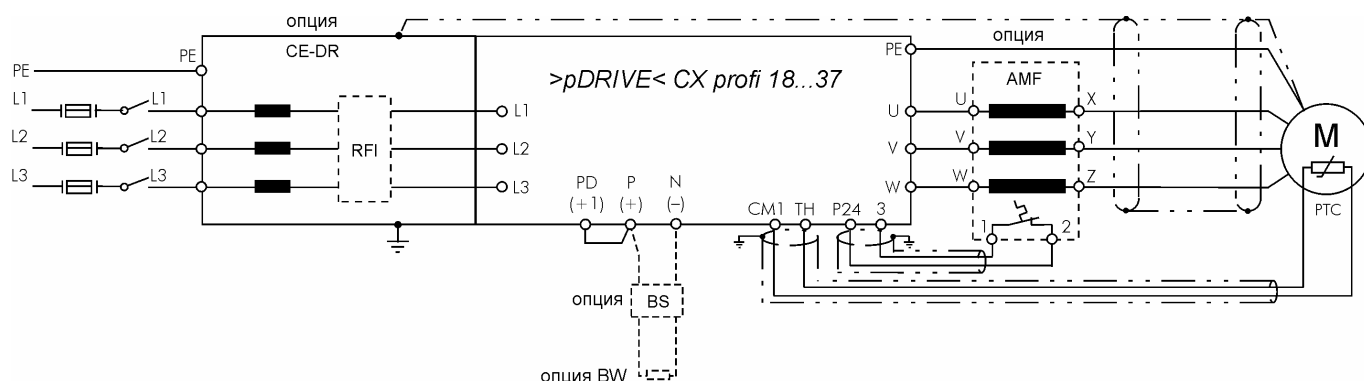 опция
CE-DR
>pDRIVE< CX profi 18...37
опция
PE
PE
PE
AMF
L1
L1
L1
U
U
X
L2
L2
RFI
L2
V
V
Y
M
L3
L3
L3
W
W
Z
PTC
PD
(+1)
P
(+)
N
(–)
CM1
TH
P24
3
1
2
опция
BS
опция BW